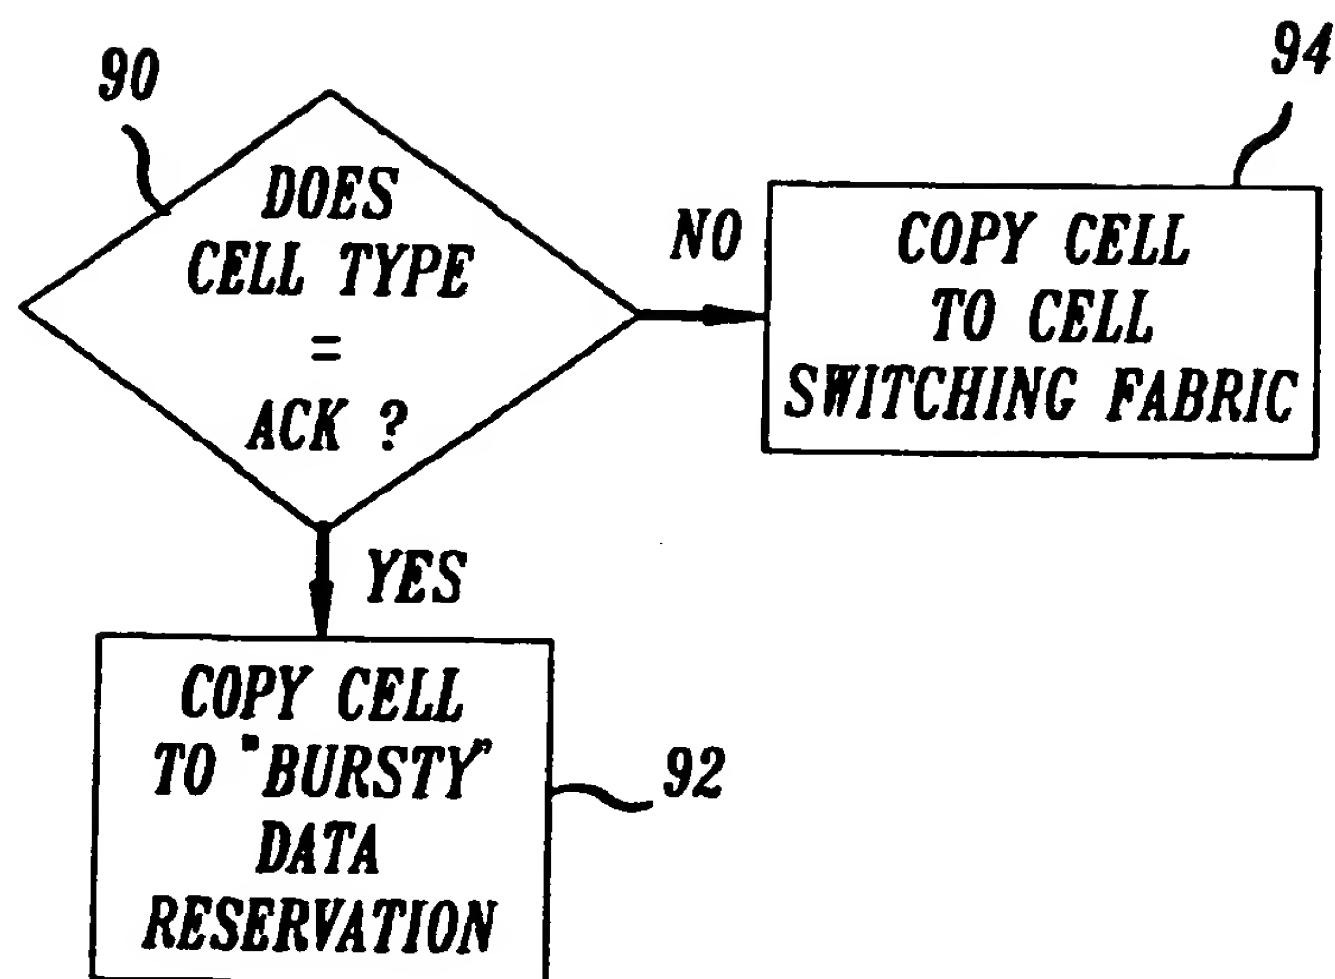 90
DOES
CELL TYPE
=
ACK ?
NO
94
COPY CELL
TO CELL
SWITCHING FABRIC
YES
COPY CELL
TO "BURSTY"
DATA
RESERVATION
92